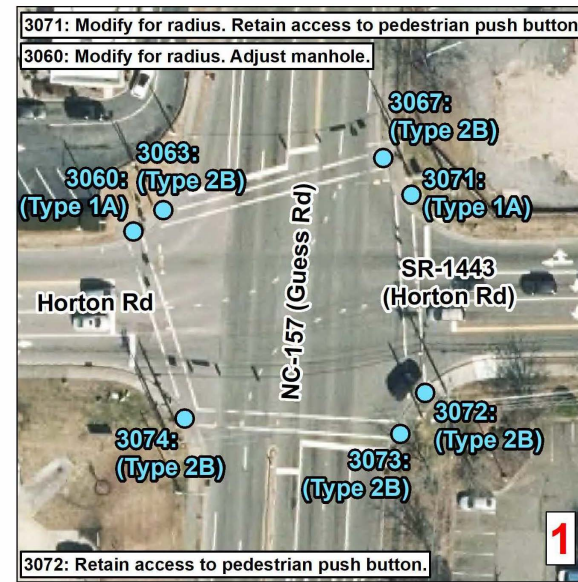 3071: Modify for radius. Retain access to pedestrian push button
3060: Modify for radius. Adjust manhole.
3067:
(Type 2B)
3063:
(Type 2B)
3060:
(Type 1A)
3071:
(Type 1A)
Horton Rd
NC-157 (Guess Rd)
SR-1443
(Horton Rd)
3072:
(Type 2B)
3074:
(Type 2B)
3073:
(Type 2B)
3072: Retain access to pedestrian push button.
1